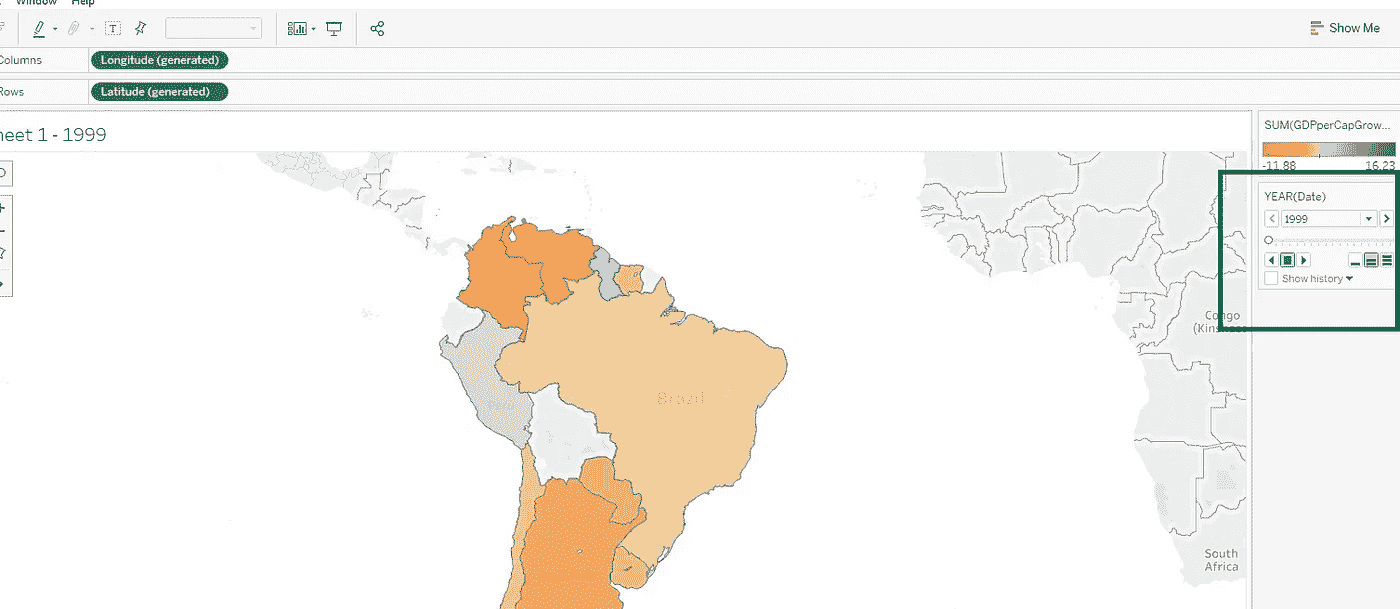 Window Help
Show Me
Columns
Longitude (generated)
Rows
Latitude (generated)
heet 1 - 1999
SUM(GDPperCapGrow...
-11.88 16.23
YEAR(Date)
1999
Show history
Congo
(Kinshasa
Brazil
South
Africa